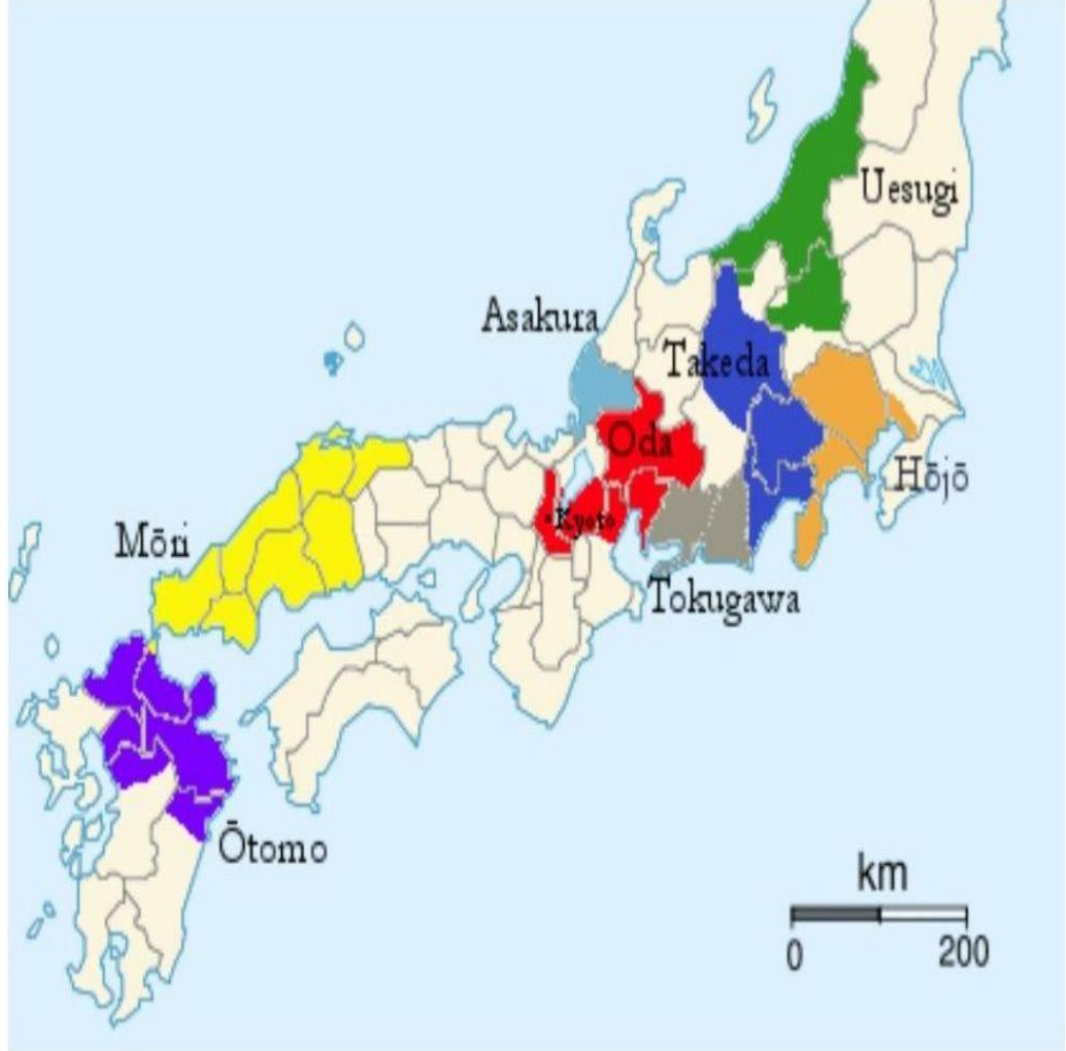 Uesugi
Asakura
Takeda
Oda
Hōjō
Kyoto
Mōri
Tokugawa
Ōtomo
km
0 200